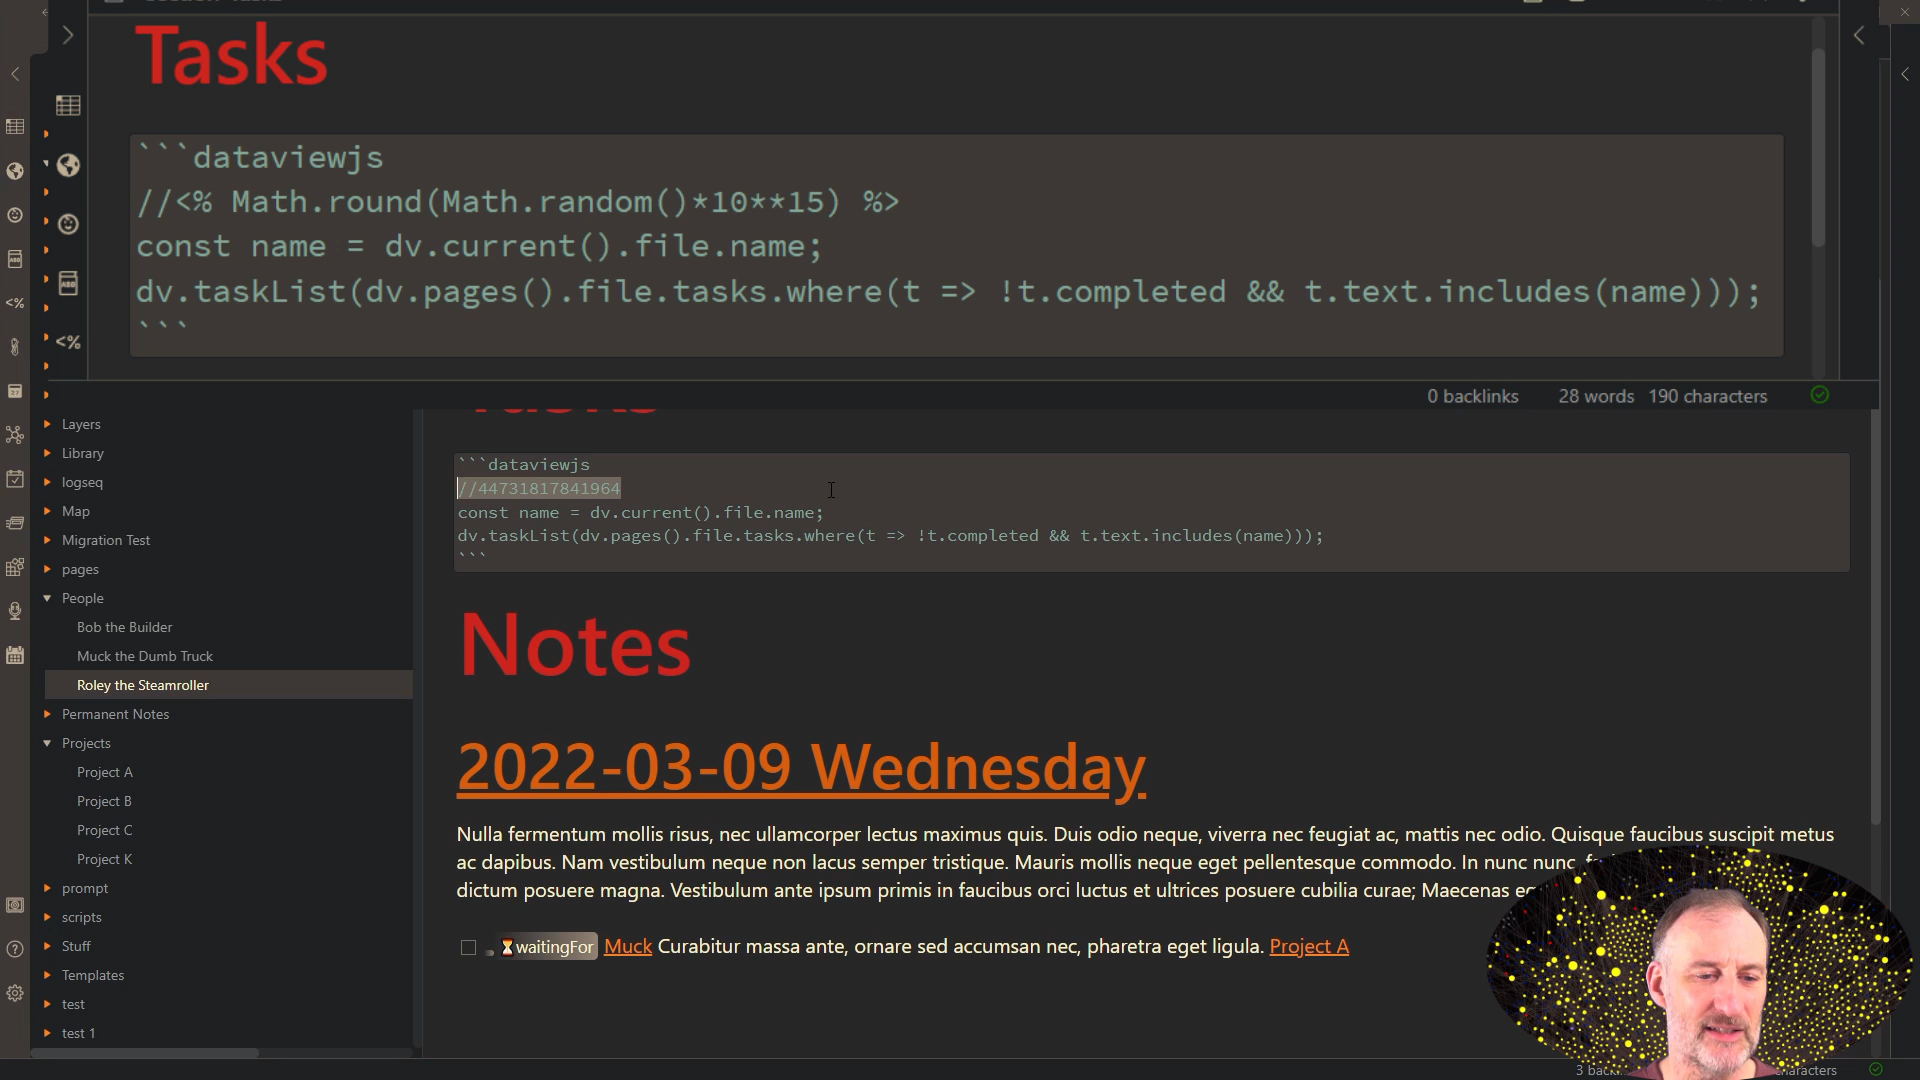 Tasks
```dataviewjs
//<% Math.round(Math.random()*10**15) %>
const name = dv.current().file.name;
dv.taskList(dv.pages().file.tasks.where(t => !t.completed && t.text.includes(name)));
```
<%
<%
0 backlinks 28 words 190 characters
Layers
Library
logseq
Map
Migration Test
pages
People
Bob the Builder
Muck the Dumb Truck
Roley the Steamroller
Permanent Notes
Projects
Project A
Project B
Project C
Project K
prompt
scripts
Stuff
Templates
test
test 1
```dataviewjs
//44731817841964
const name = dv.current().file.name;
dv.taskList(dv.pages().file.tasks.where(t => !t.completed && t.text.includes(name)));
```
Notes
2022-03-09 Wednesday
Nulla fermentum mollis risus, nec ullamcorper lectus maximus quis. Duis odio neque, viverra nec feugiat ac, mattis nec odio. Quisque faucibus suscipit metus
ac dapibus. Nam vestibulum neque non lacus semper tristique. Mauris mollis neque eget pellentesque commodo. In nunc nunc,
dictum posuere magna. Vestibulum ante ipsum primis in faucibus orci luctus et ultrices posuere cubilia curae; Maecenas
⏳waitingFor Muck Curabitur massa ante, ornare sed accumsan nec, pharetra eget ligula. Project A
3